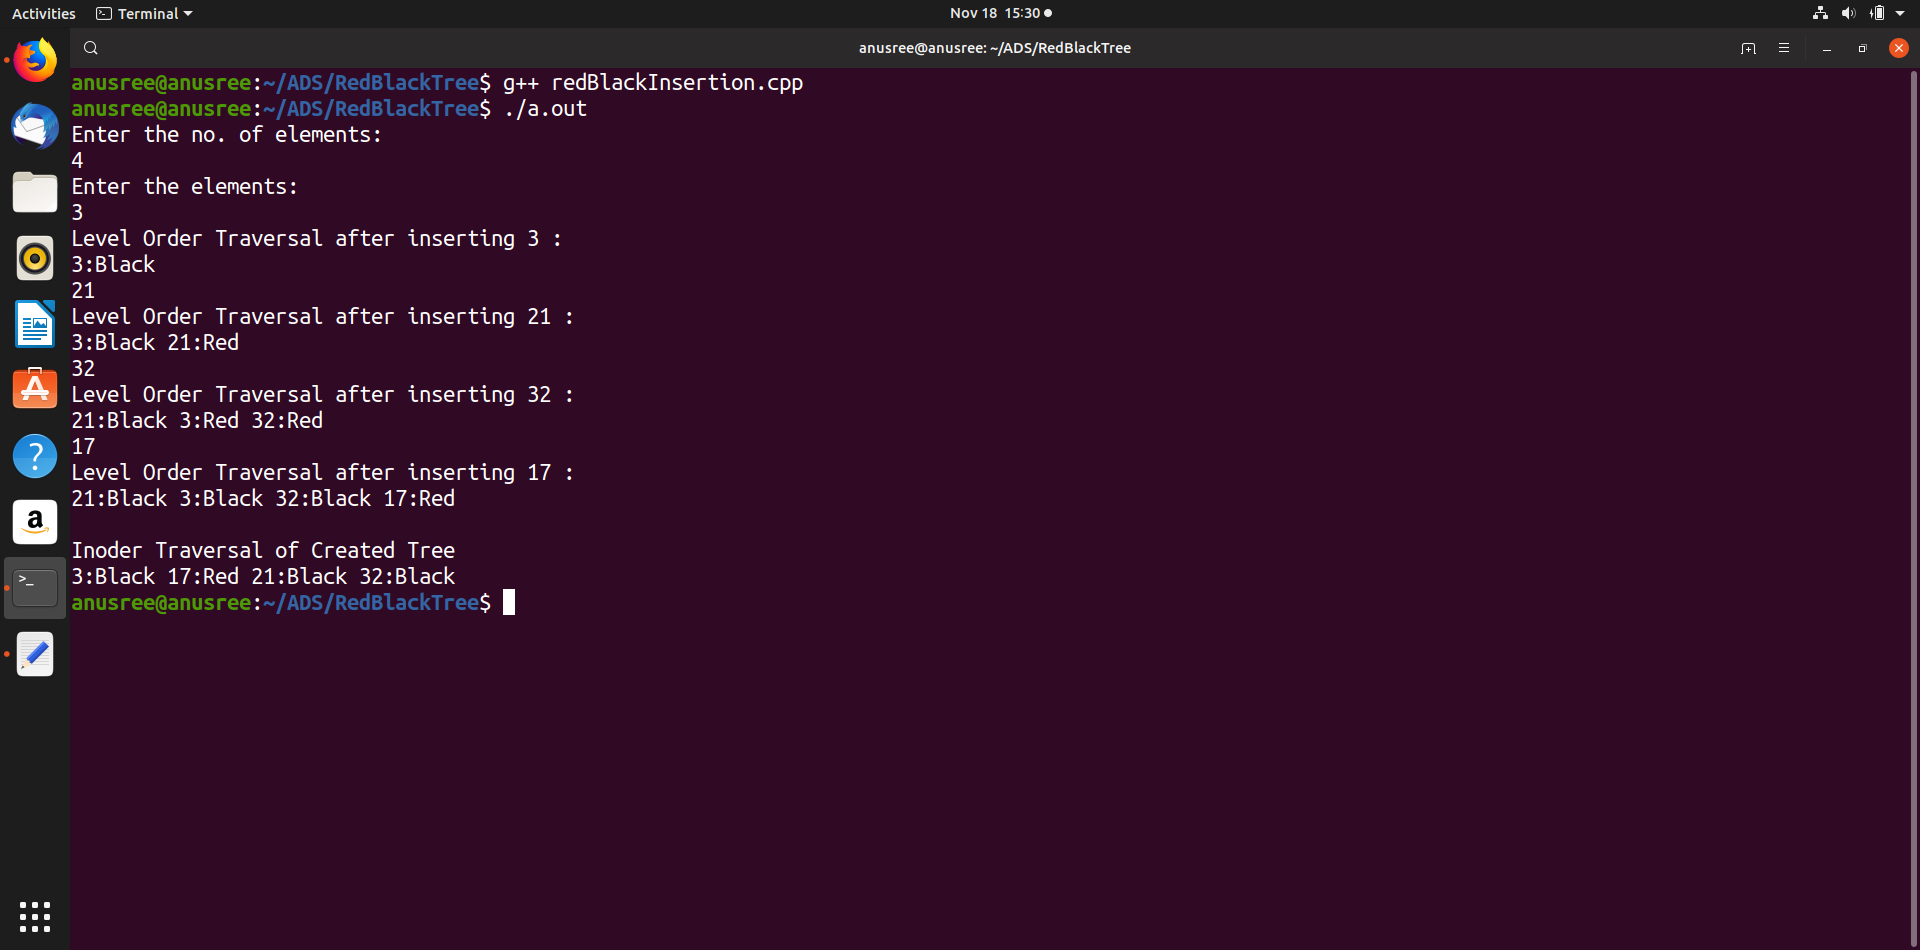 Activities Terminal Nov 18 15:30
anusree@anusree: ~/ADS/RedBlackTree
anusree@anusree:~/ADS/RedBlackTree$ g++ redBlackInsertion.cpp
anusree@anusree:~/ADS/RedBlackTree$ ./a.out
Enter the no. of elements:
4
Enter the elements:
3
Level Order Traversal after inserting 3 :
3:Black
21
Level Order Traversal after inserting 21 :
3:Black 21:Red
32
Level Order Traversal after inserting 32 :
21:Black 3:Red 32:Red
17
Level Order Traversal after inserting 17 :
21:Black 3:Black 32:Black 17:Red
Inoder Traversal of Created Tree
3:Black 17:Red 21:Black 32:Black
anusree@anusree:~/ADS/RedBlackTree$